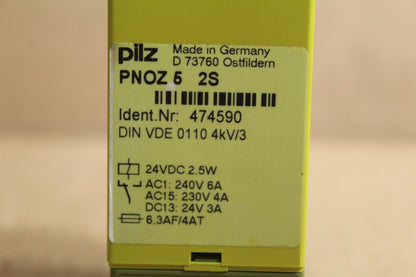 pilz Made in Germany
D 73760 Ostfildern
PNOZ 5 2S
Ident.Nr: 474590
DIN VDE 0110 4kV/3
24VDC 2.5W
AC1: 240V 6A
AC15: 230V 4A
DC13: 24V 3A
6,3AF/4AT